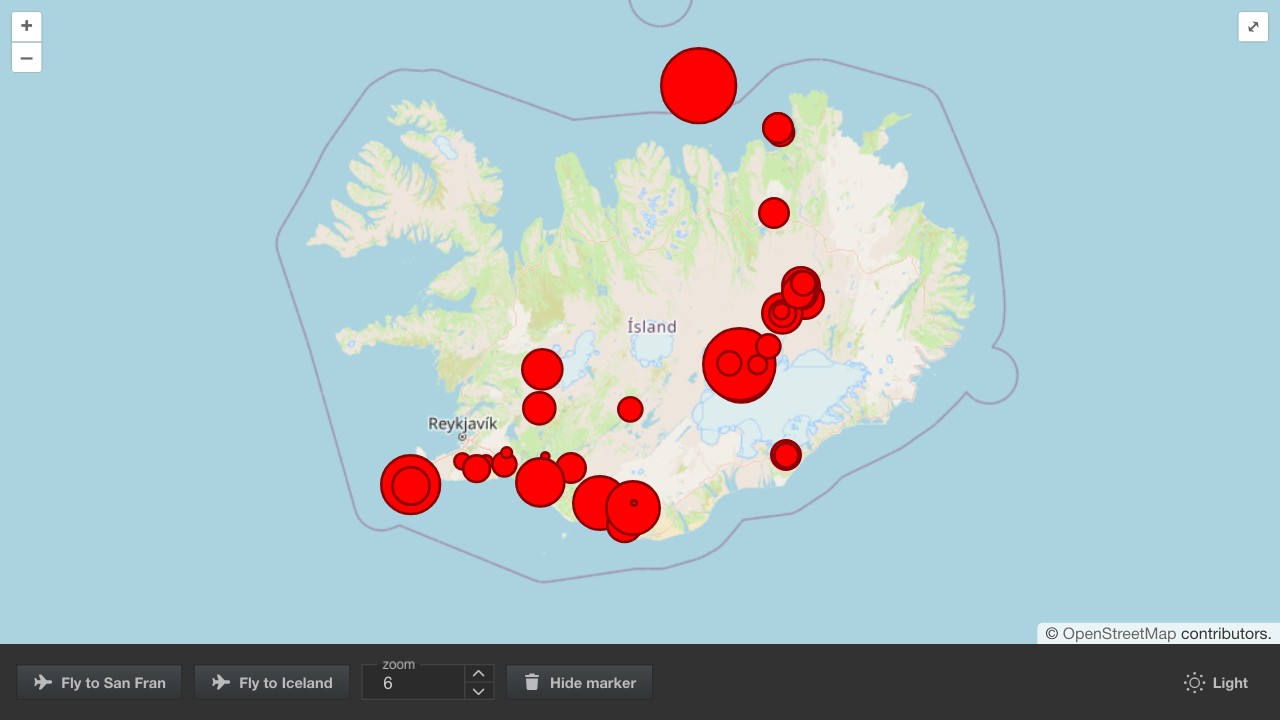 +
−
Ísland
Reykjavík
© OpenStreetMap contributors.
Fly to San Fran
Fly to Iceland
zoom
6
Hide marker
Light